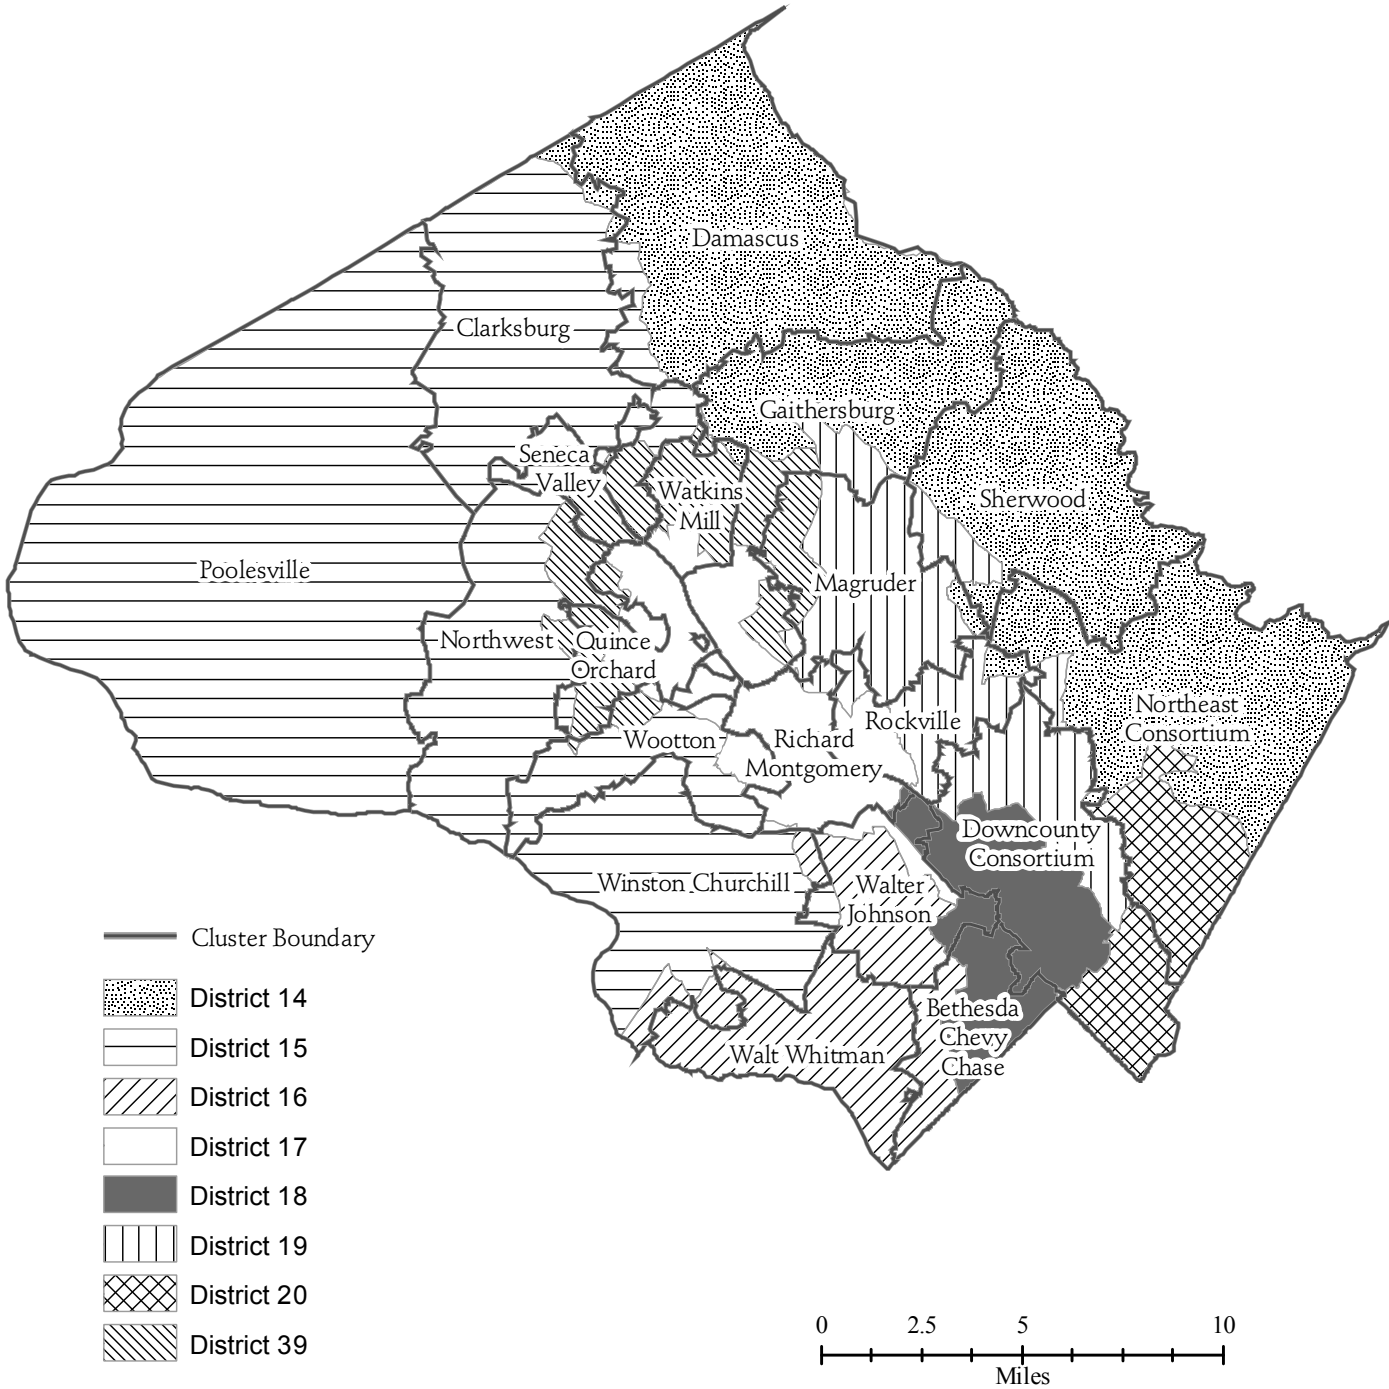 Damascus
Clarksburg
Gaithersburg
Seneca
Valley
Watkins
Mill
Sherwood
Poolesville
Magruder
Northwest
Quince
Orchard
Northeast
Consortium
Rockville
Wootton
Richard
Montgomery
Downcounty
Consortium
Winston Churchill
Walter
Johnson
Bethesda
Chevy
Chase
Walt Whitman
Cluster Boundary
District 14
District 15
District 16
District 17
District 18
District 19
District 20
District 39
0 2.5 5 10
Miles